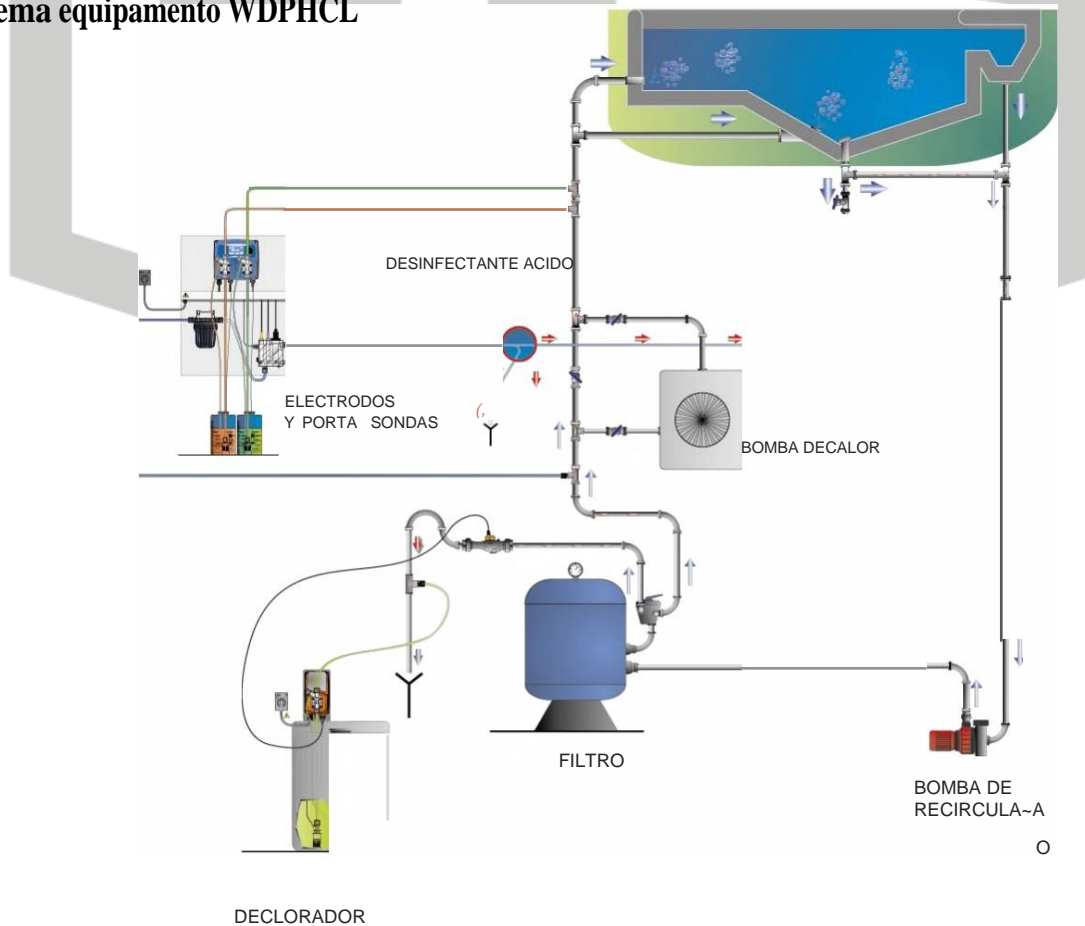 ema equipamento WDPHCL
DESINFECTANTE ACIDO
ELECTRODOS
Y PORTA SONDAS
(,
BOMBA DECALOR
FILTRO
BOMBA DE
RECIRCULA~A
O
DECLORADOR